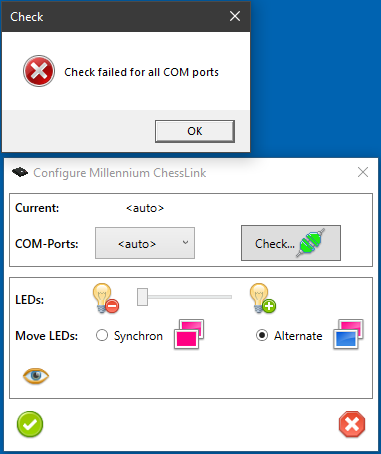 Check
Check failed for all COM ports
OK
Configure Millennium ChessLink
Current: <auto>
COM-Ports: <auto> Check...
LEDs:
Move LEDs: Synchron Alternate